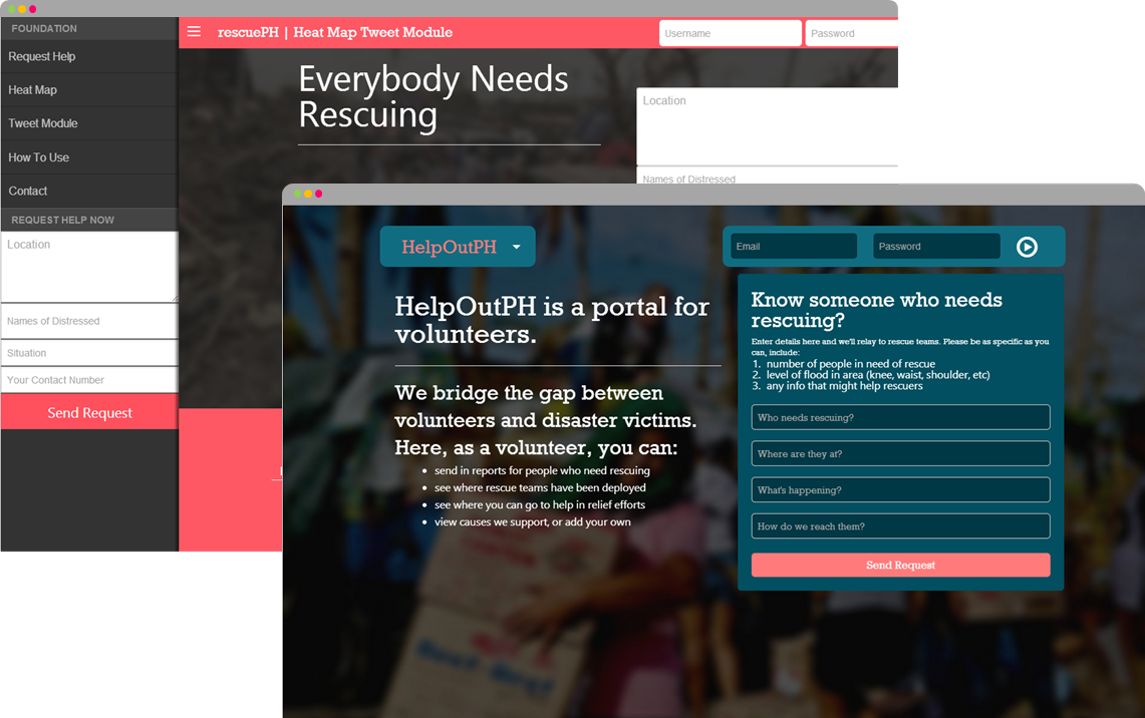 FOUNDATION
Request Help
Heat Map
Tweet Module
How To Use
Contact
REQUEST HELP NOW
Location
Names of Distressed
Situation
Your Contact Number
Send Request
rescuePH | Heat Map Tweet Module
Username
Password
Everybody Needs
Rescuing
Location
Names of Distressed
HelpOutPH
Email
Password
HelpOutPH is a portal for
volunteers.
We bridge the gap between
volunteers and disaster victims.
Here, as a volunteer, you can:
• send in reports for people who need rescuing
• see where rescue teams have been deployed
• see where you can go to help in relief efforts
• view causes we support, or add your own
Know someone who needs
rescuing?
Enter details here and we'll relay to rescue teams. Please be as specific as you
can, include:
1. number of people in need of rescue
2. level of flood in area (knee, waist, shoulder, etc)
3. any info that might help rescuers
Who needs rescuing?
Where are they at?
What's happening?
How do we reach them?
Send Request